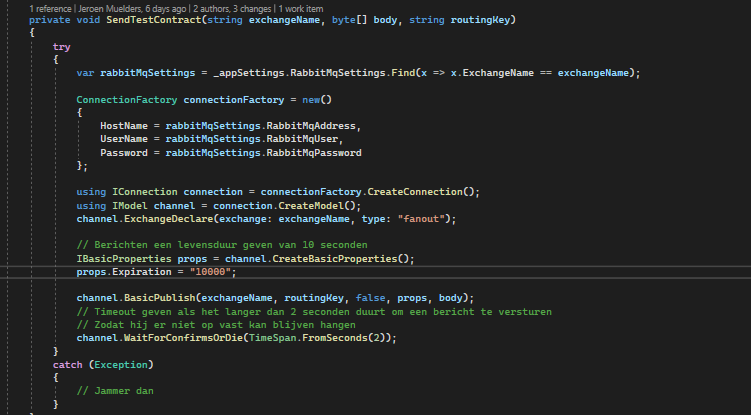 1 reference | Jeroen Muelders, 6 days ago | 2 authors, 3 changes | 1 work item
private void SendTestContract(string exchangeName, byte[] body, string routingKey)
{
try
{
var rabbitMqSettings = _appSettings.RabbitMqSettings.Find(x => x.ExchangeName == exchangeName);
ConnectionFactory connectionFactory = new()
{
HostName = rabbitMqSettings.RabbitMqAddress,
UserName = rabbitMqSettings.RabbitMqUser,
Password = rabbitMqSettings.RabbitMqPassword
};
using IConnection connection = connectionFactory.CreateConnection();
using IModel channel = connection.CreateModel();
channel.ExchangeDeclare(exchange: exchangeName, type: "fanout");
// Berichten een levensduur geven van 10 seconden
IBasicProperties props = channel.CreateBasicProperties();
props.Expiration = "10000";
channel.BasicPublish(exchangeName, routingKey, false, props, body);
// Timeout geven als het langer dan 2 seconden duurt om een bericht te versturen
// Zodat hij er niet op vast kan blijven hangen
channel.WaitForConfirmsOrDie(TimeSpan.FromSeconds(2));
}
catch (Exception)
{
// Jammer dan
}